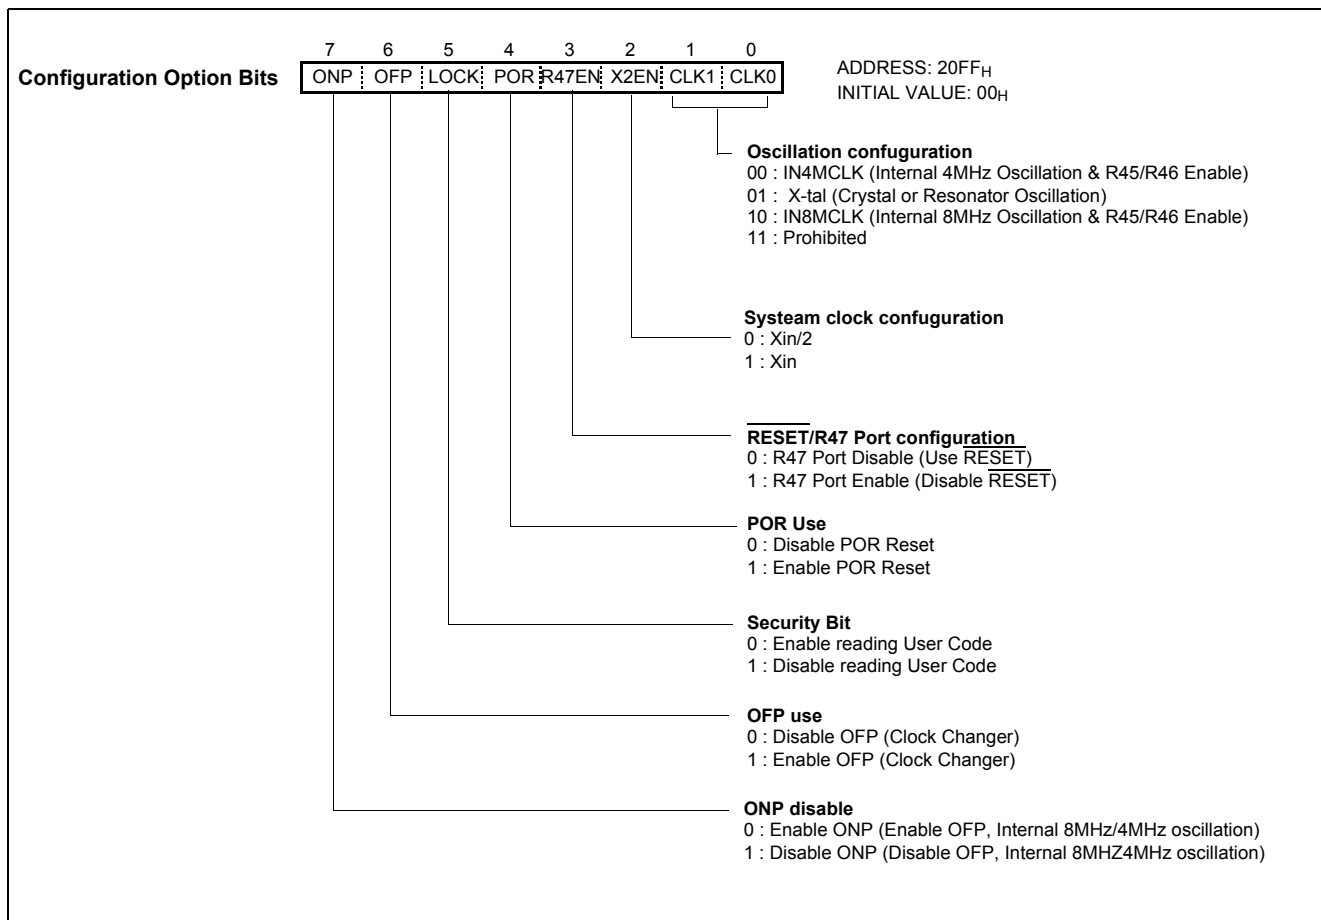 7 6 5 4 3 2 1 0
Configuration Option Bits ONP OFP LOCK POR R47EN X2EN CLK1 CLK0
ADDRESS: 20FFH
INITIAL VALUE: 00H
Oscillation confuguration
00 : IN4MCLK (Internal 4MHz Oscillation & R45/R46 Enable)
01 : X-tal (Crystal or Resonator Oscillation)
10 : IN8MCLK (Internal 8MHz Oscillation & R45/R46 Enable)
11 : Prohibited
Systeam clock confuguration
0 : Xin/2
1 : Xin
RESET/R47 Port configuration
0 : R47 Port Disable (Use RESET)
1 : R47 Port Enable (Disable RESET)
POR Use
0 : Disable POR Reset
1 : Enable POR Reset
Security Bit
0 : Enable reading User Code
1 : Disable reading User Code
OFP use
0 : Disable OFP (Clock Changer)
1 : Enable OFP (Clock Changer)
ONP disable
0 : Enable ONP (Enable OFP, Internal 8MHz/4MHz oscillation)
1 : Disable ONP (Disable OFP, Internal 8MHZ4MHz oscillation)